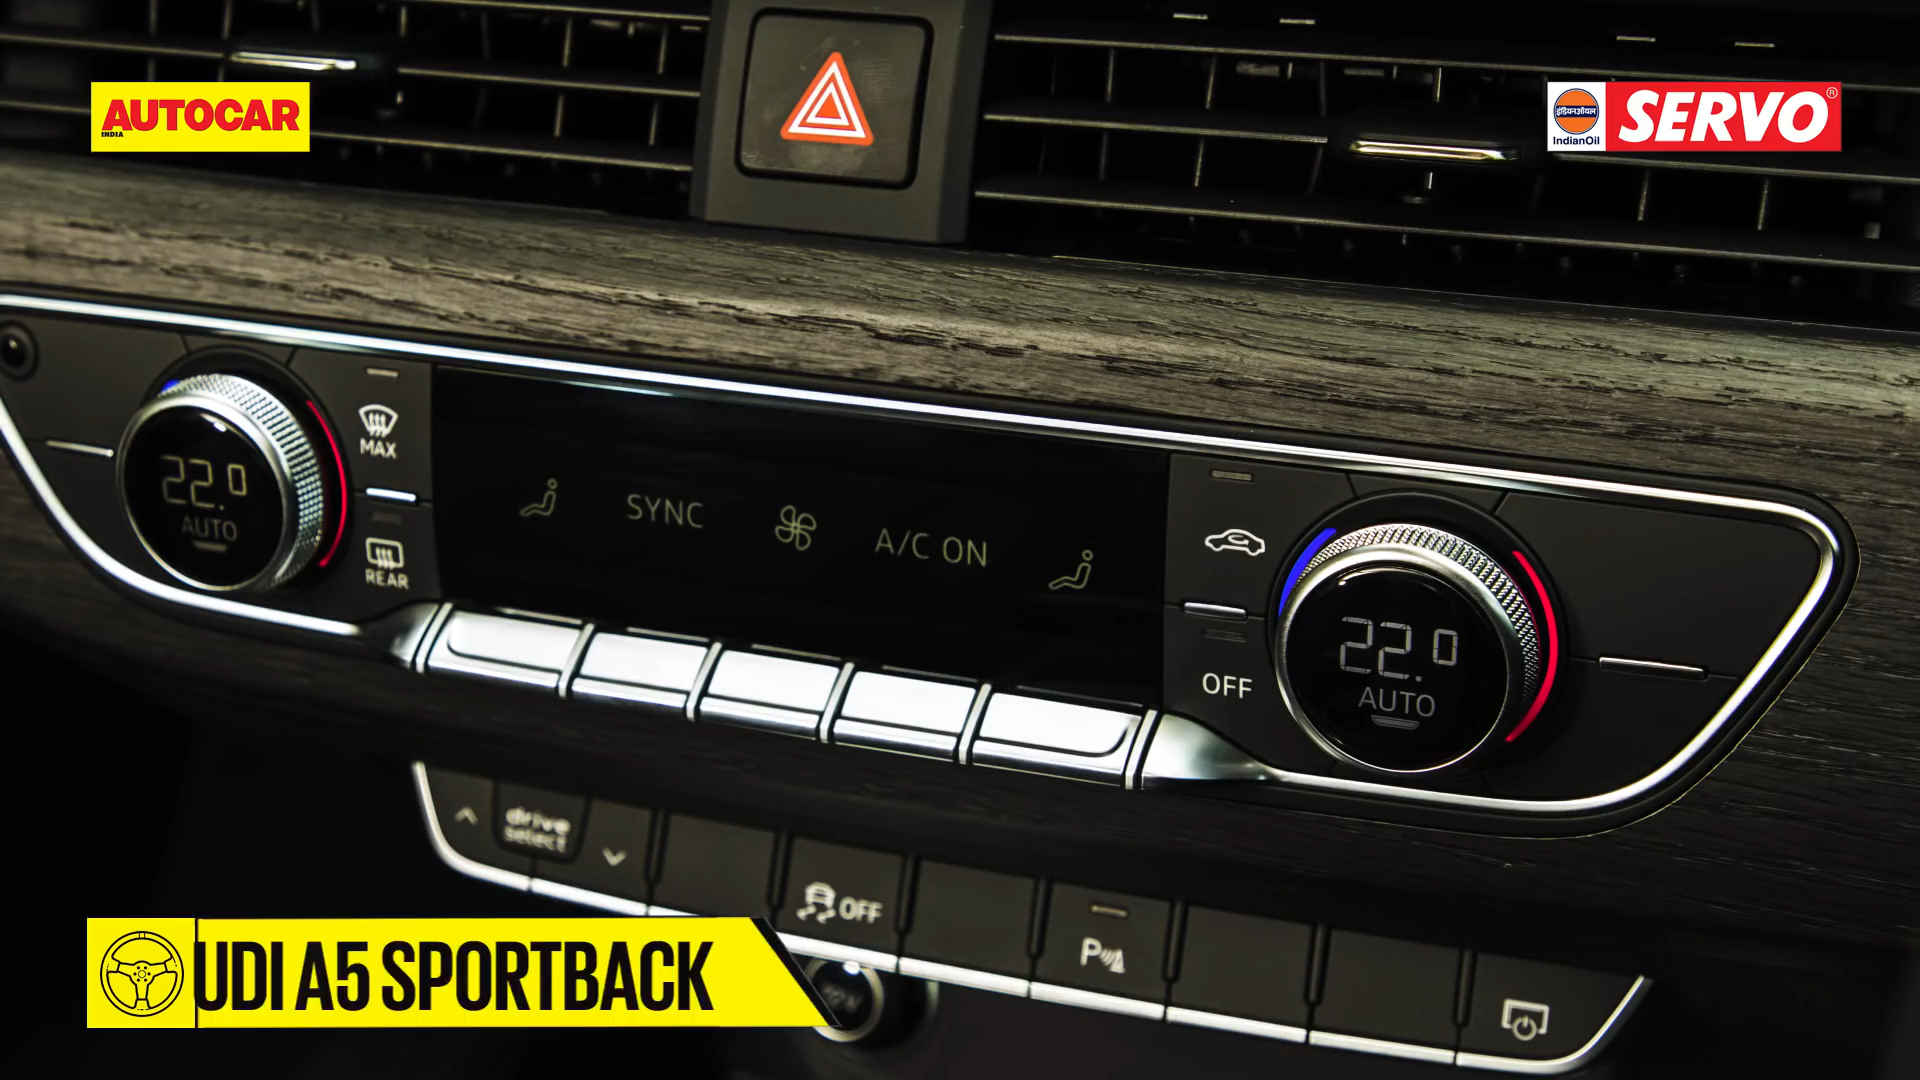 AUTOCAR
INDIA
इंडियनऑयल
IndianOil
SERVO®
MAX
22.0
AUTO
REAR
SYNC
A/C ON
OFF
22.0
AUTO
drive
select
OFF
P
UDI A5 SPORTBACK